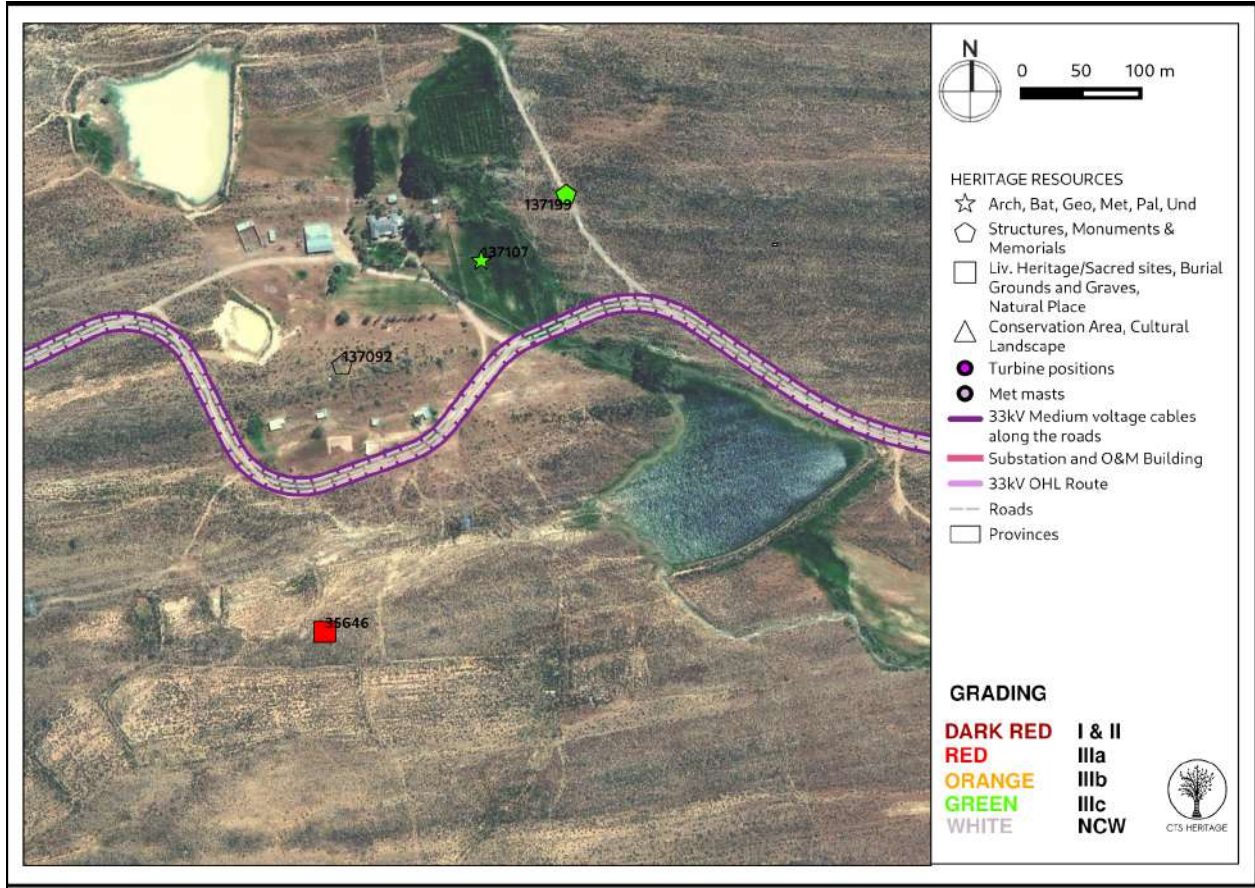 137199
137107
137092
35646
N
0 50 100 m
HERITAGE RESOURCES
Arch, Bat, Geo, Met, Pal, Und
Structures, Monuments &
Memorials
Liv. Heritage/Sacred sites, Burial
Grounds and Graves,
Natural Place
Conservation Area, Cultural
Landscape
Turbine positions
Met masts
33kV Medium voltage cables
along the roads
Substation and O&M Building
33kV OHL Route
Roads
Provinces
GRADING
DARK RED I & II
RED IIIa
ORANGE IIIb
GREEN IIIc
WHITE NCW
CTS HERITAGE